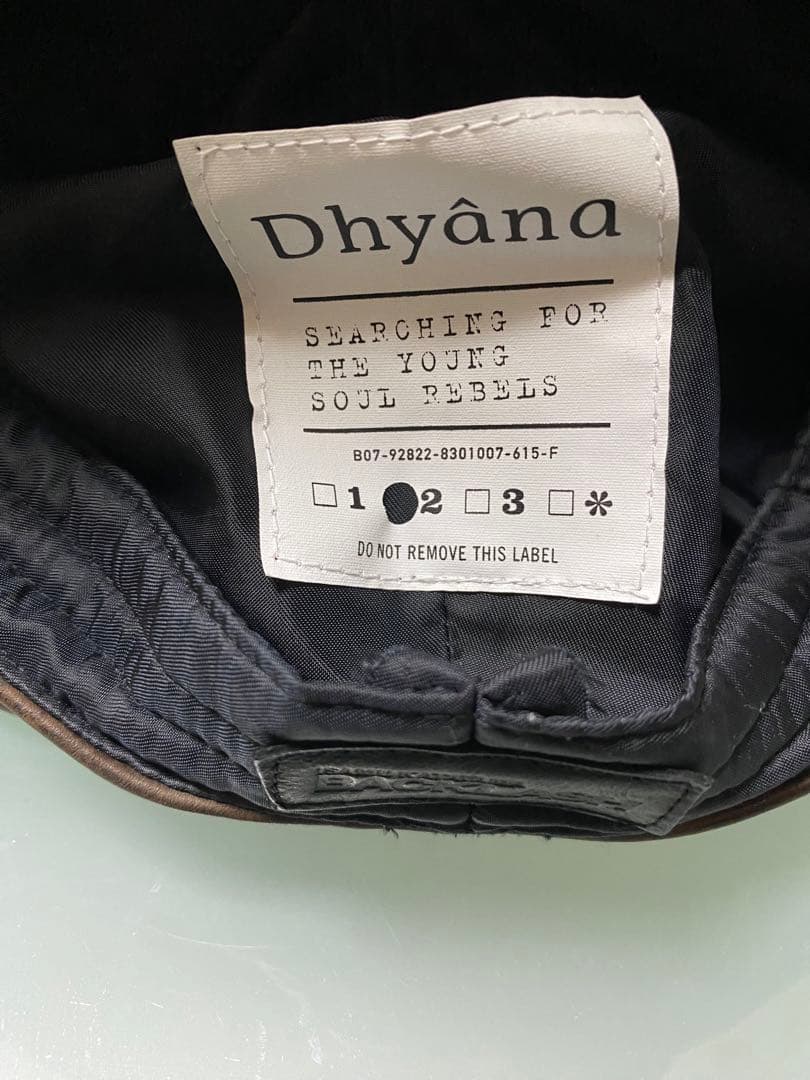 Dhyâna
SEARCHING FOR
THE YOUNG
SOUL REBELS
B07-92822-8301007-615-F
1 2 3 *
DO NOT REMOVE THIS LABEL